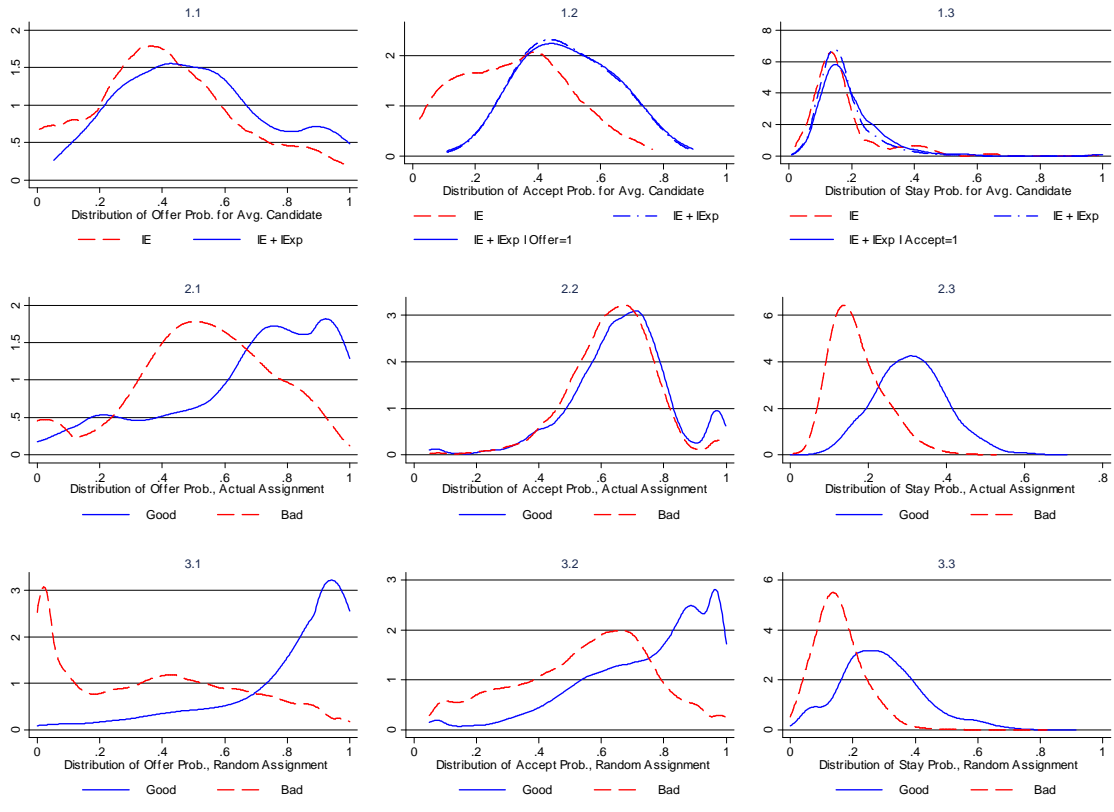 1.1
0 .5 1 1.5 2
0 .2 .4 .6 .8 1
Distribution of Offer Prob. for Avg. Candidate
IE IE + IExp
1.2
0 1 2
0 .2 .4 .6 .8 1
Distribution of Accept Prob. for Avg. Candidate
IE IE + IExp
IE + IExp | Offer=1
1.3
0 2 4 6 8
0 .2 .4 .6 .8 1
Distribution of Stay Prob. for Avg. Candidate
IE IE + IExp
IE + IExp | Accept=1
2.1
0 .5 1 1.5 2
0 .2 .4 .6 .8 1
Distribution of Offer Prob., Actual Assignment
Good Bad
2.2
0 1 2 3
0 .2 .4 .6 .8 1
Distribution of Accept Prob., Actual Assignment
Good Bad
2.3
0 2 4 6
0 .2 .4 .6 .8
Distribution of Stay Prob., Actual Assignment
Good Bad
3.1
0 1 2 3
0 .2 .4 .6 .8 1
Distribution of Offer Prob., Random Assignment
Good Bad
3.2
0 1 2 3
0 .2 .4 .6 .8 1
Distribution of Accept Prob., Random Assignment
Good Bad
3.3
0 2 4 6
0 .2 .4 .6 .8 1
Distribution of Stay Prob., Random Assignment
Good Bad